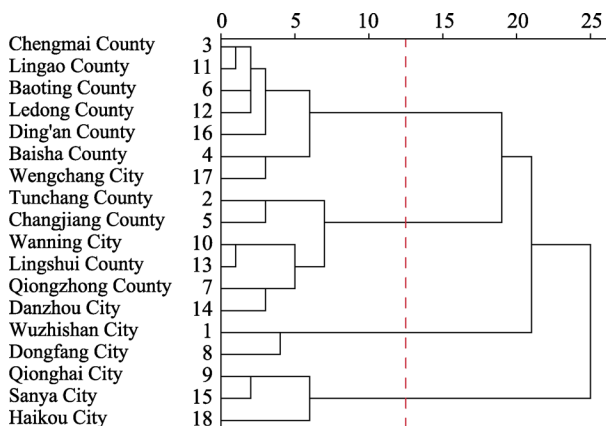 0 5 10 15 20 25
Chengmai County 3
Lingao County 11
Baoting County 6
Ledong County 12
Ding'an County 16
Baisha County 4
Wengchang City 17
Tunchang County 2
Changjiang County 5
Wanning City 10
Lingshui County 13
Qiongzhong County 7
Danzhou City 14
Wuzhishan City 1
Dongfang City 8
Qionghai City 9
Sanya City 15
Haikou City 18